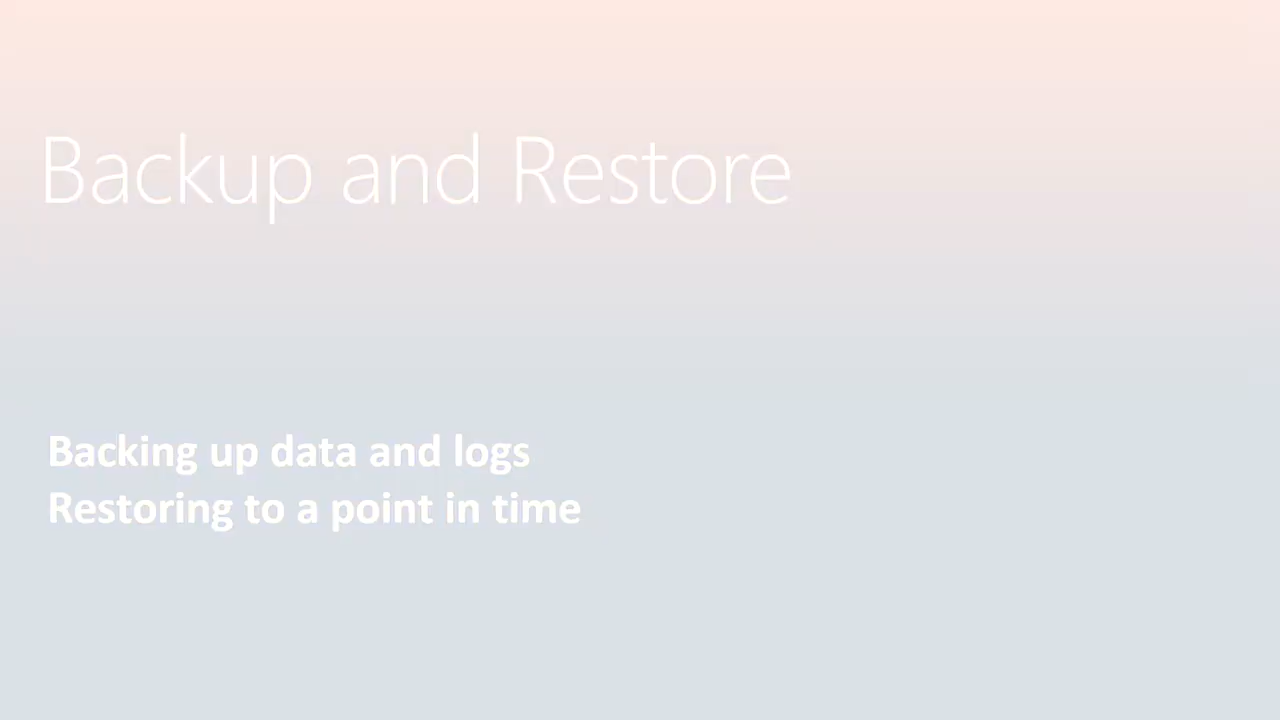 Backup and Restore
Backing up data and logs
Restoring to a point in time